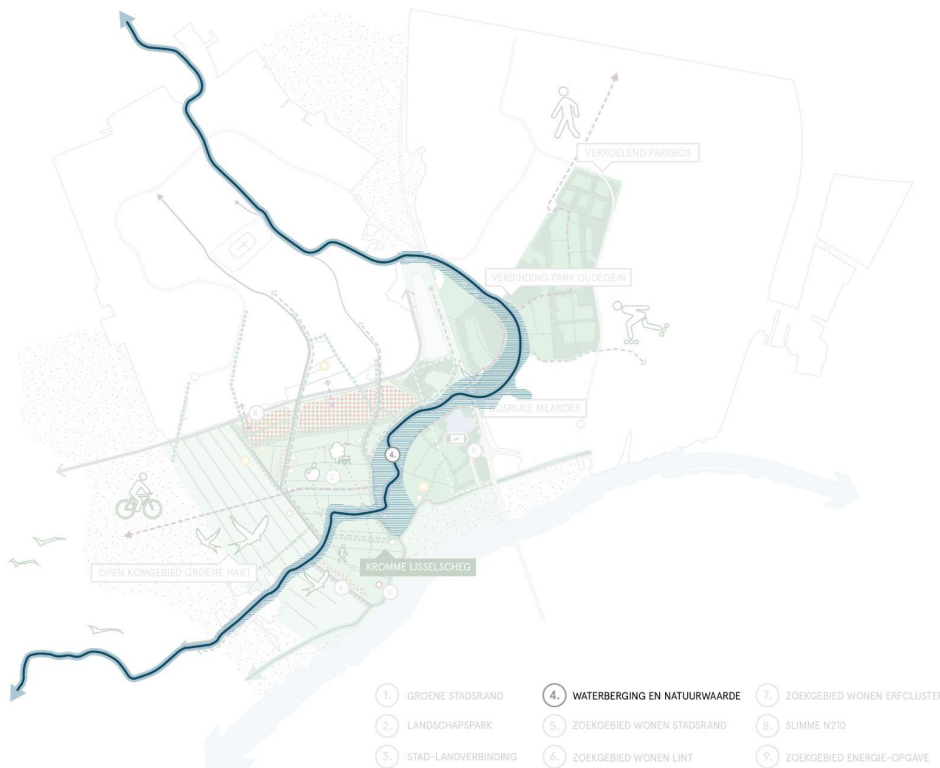 VERKOELEND PARKBOS
VERBINDING PARK OUDEGEIN
BOSRIJKE MEANDER
4.
OPEN KOMGEBIED GROENE HART
KROMME IJSSELSCHEG
1. GROENE STADSRAND
4. WATERBERGING EN NATUURWAARDE
7. ZOEKGEBIED WONEN ERFCLUSTER
2. LANDSCHAPSPARK
5. ZOEKGEBIED WONEN STADSRAND
8. SLIMME N210
3. STAD-LANDVERBINDING
6. ZOEKGEBIED WONEN LINT
9. ZOEKGEBIED ENERGIE-OPGAVE